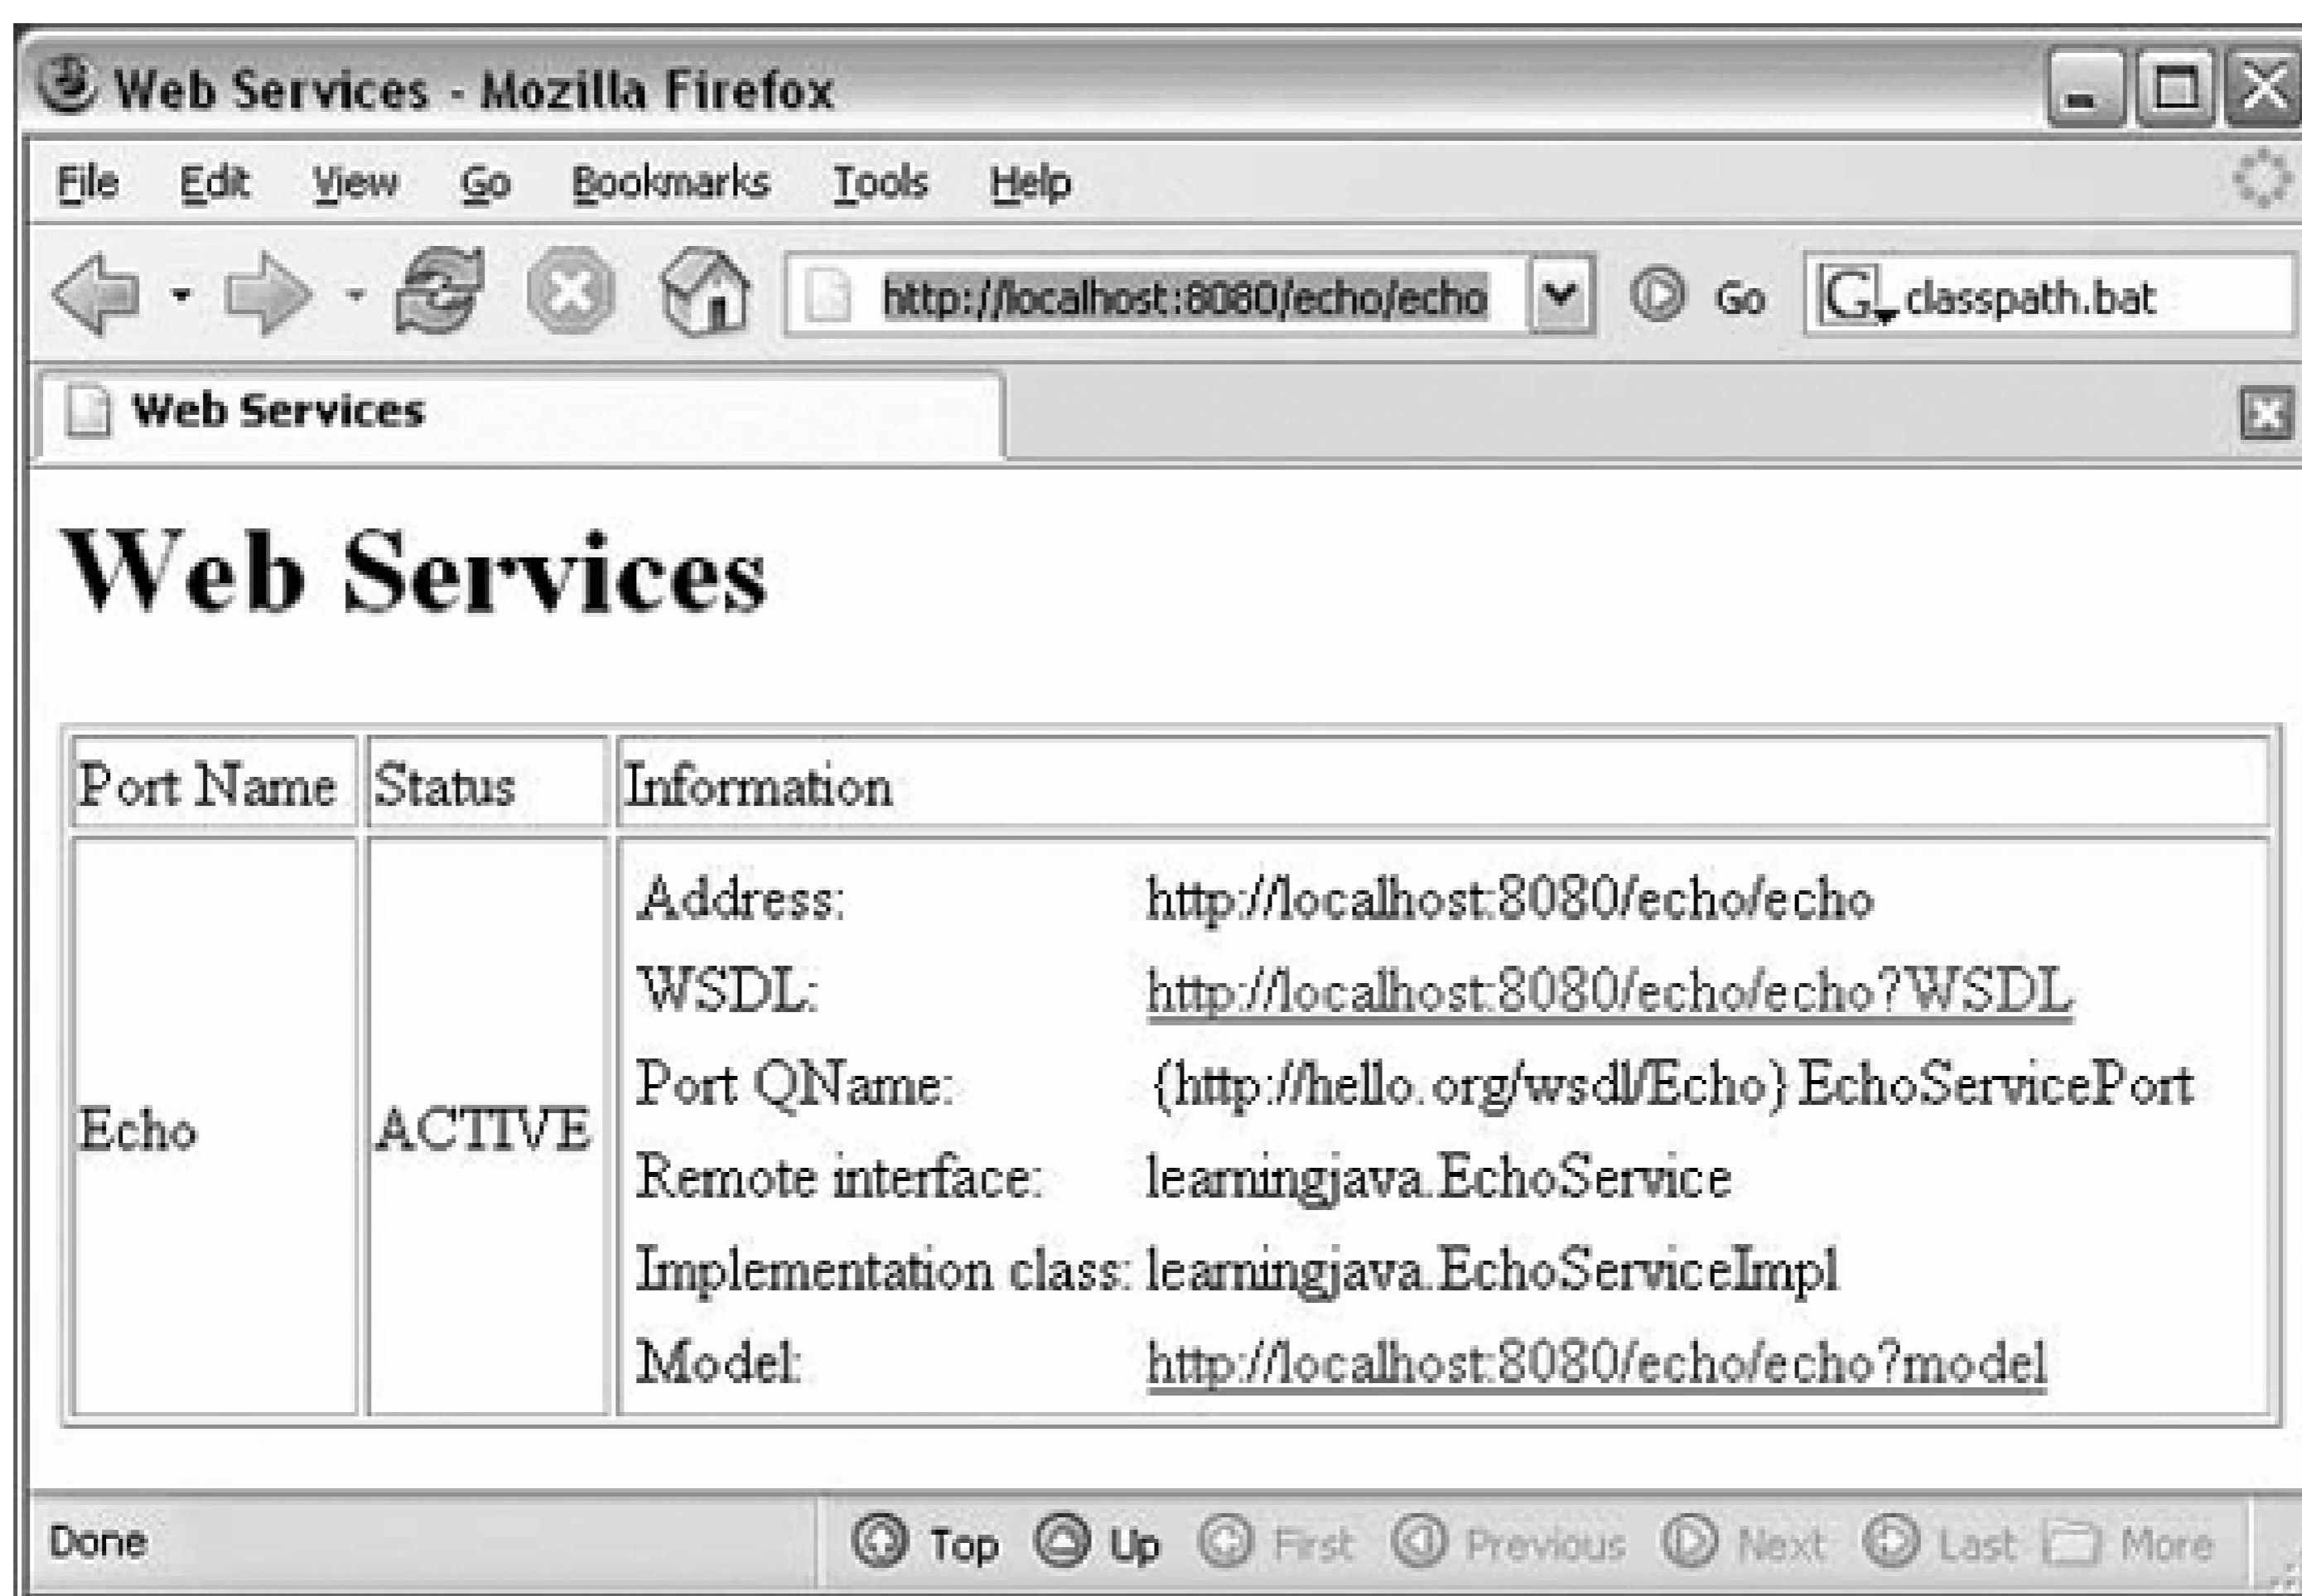 Web Services - Mozilla Firefox
File Edit View Go Bookmarks Tools Help
http://localhost:8080/echo/echo Go G classpath.bat
Web Services
Web Services
Port Name Status Information
Address: http://localhost:8080/echo/echo
WSDL: http://localhost:8080/echo/echo?WSDL
Port QName: {http://hello.org/wsdl/Echo}EchoServicePort
Echo ACTIVE
Remote interface: learningjava.EchoService
Implementation class: learningjava.EchoServiceImpl
Model: http://localhost:8080/echo/echo?model
Done Top Up First Previous Next Last More